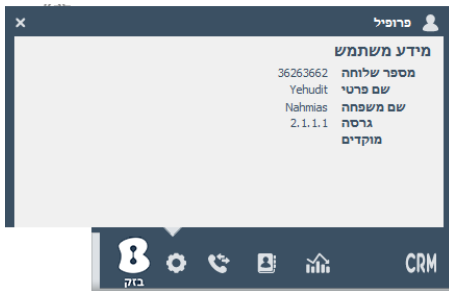 פרופיל
מידע משתמש
מספר שלוחה 36263662
שם פרטי Yehudit
שם משפחה Nahmias
גרסה 2.1.1.1
מוקדים
CRM
בזק